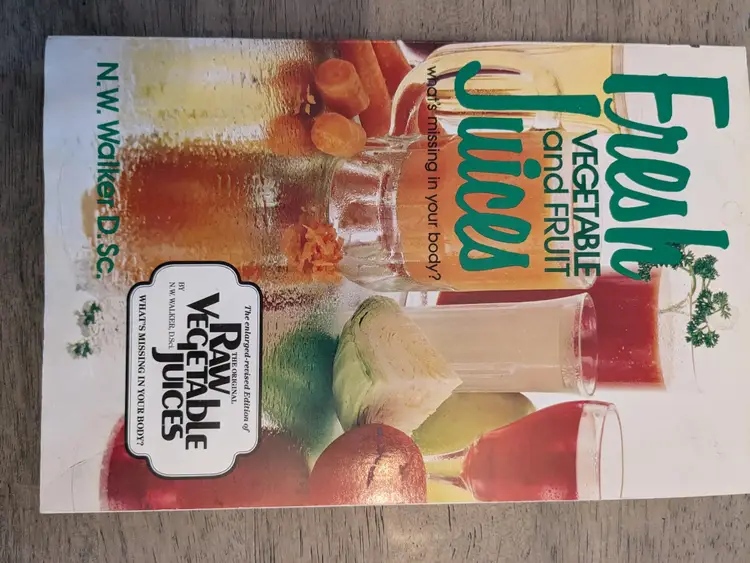 Fresh
VEGETABLE
and FRUIT
Juices
what's missing in your body?
The enlarged-revised Edition of
THE ORIGINAL
RAW
VEGETABLE
JUICES
BY
N.W. WALKER, D.Sct.
WHAT'S MISSING IN YOUR BODY?
N.W. Walker D.Sc.